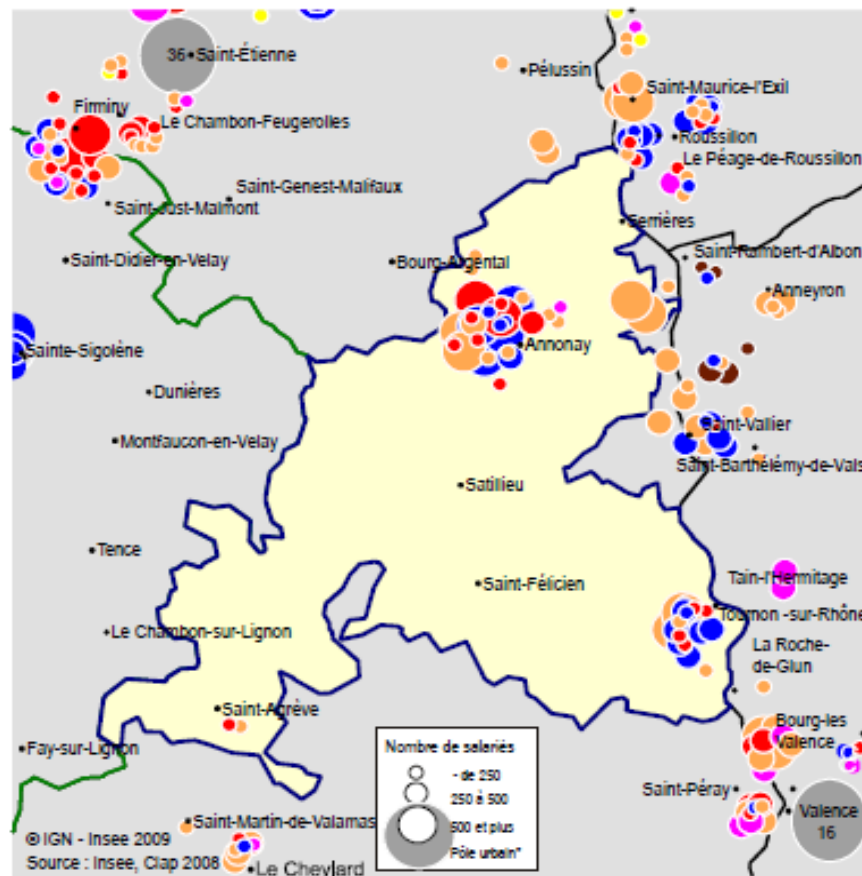 36 Saint-Étienne
Pélussin
Saint-Maurice-l'Exil
Firminy
Le Chambon-Feugerolles
Roussillon
Le Péage-de-Roussillon
Saint-Genest-Malifaux
Saint-Just-Malmont
Serrières
Saint-Didier-en-Velay
Bourg-Argental
Saint-Rambert-d'Albon
Anneyron
Sainte-Sigolène
Annonay
Dunières
Saint-Vallier
Montfaucon-en-Velay
Saint-Barthélémy-de-Vals
Satillieu
Tence
Saint-Félicien
Tain-l'Hermitage
Tournon -sur-Rhône
Le Chambon-sur-Lignon
La Roche-
de-Glun
Saint-Agrève
Bourg-les
Valence
Fay-sur-Lignon
Nombre de salariés
- de 250
250 à 500
500 et plus
Pôle urbain*
Saint-Péray
Valence
16
Saint-Martin-de-Valamas
© IGN - Insee 2009
Source : Insee, Clap 2008
Le Cheylard